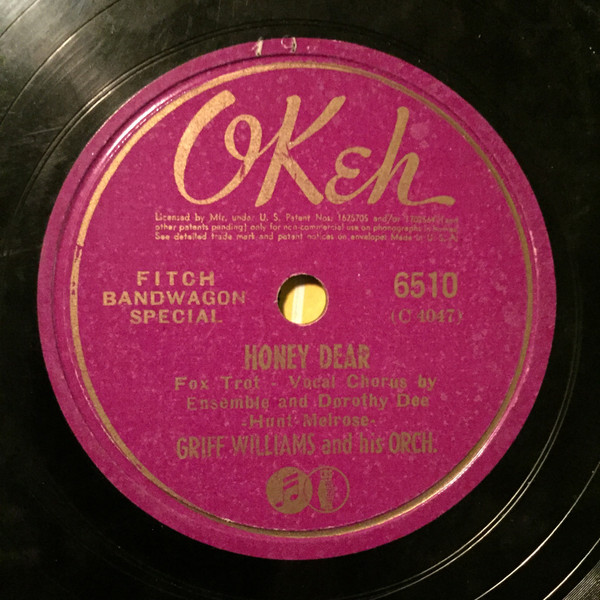 OKeh
Licensed by Mfr. under U. S. Patent Nos. 1625705 and/or
other patents pending) only for non-commercial use on phonographs in homes)
See detailed trade mark and patent notices on envelope. Made in U. S. A.
FITCH
BANDWAGON
SPECIAL
6510
(C 4047)
HONEY DEAR
Fox Trot - Vocal Chorus by
Ensemble and Dorothy Dee
-Hunt-Melrose-
GRIFF WILLIAMS and his ORCH.